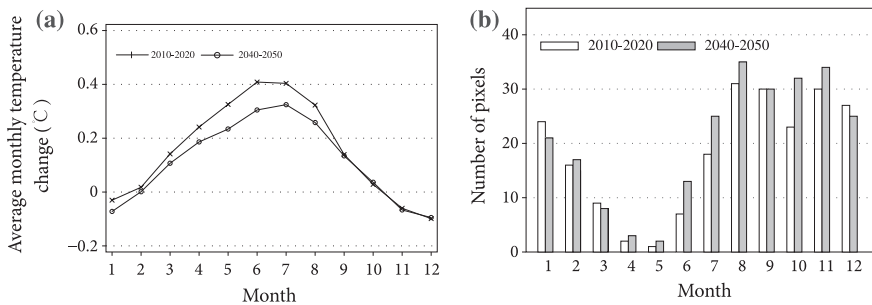 (a)
Average monthly temperature
change (°C)
0.6
0.4
0.2
0
−0.2
2010-2020
2040-2050
1 2 3 4 5 6 7 8 9 10 11 12
Month
(b)
Number of pixels
40
30
20
10
0
2010-2020
2040-2050
1 2 3 4 5 6 7 8 9 10 11 12
Month